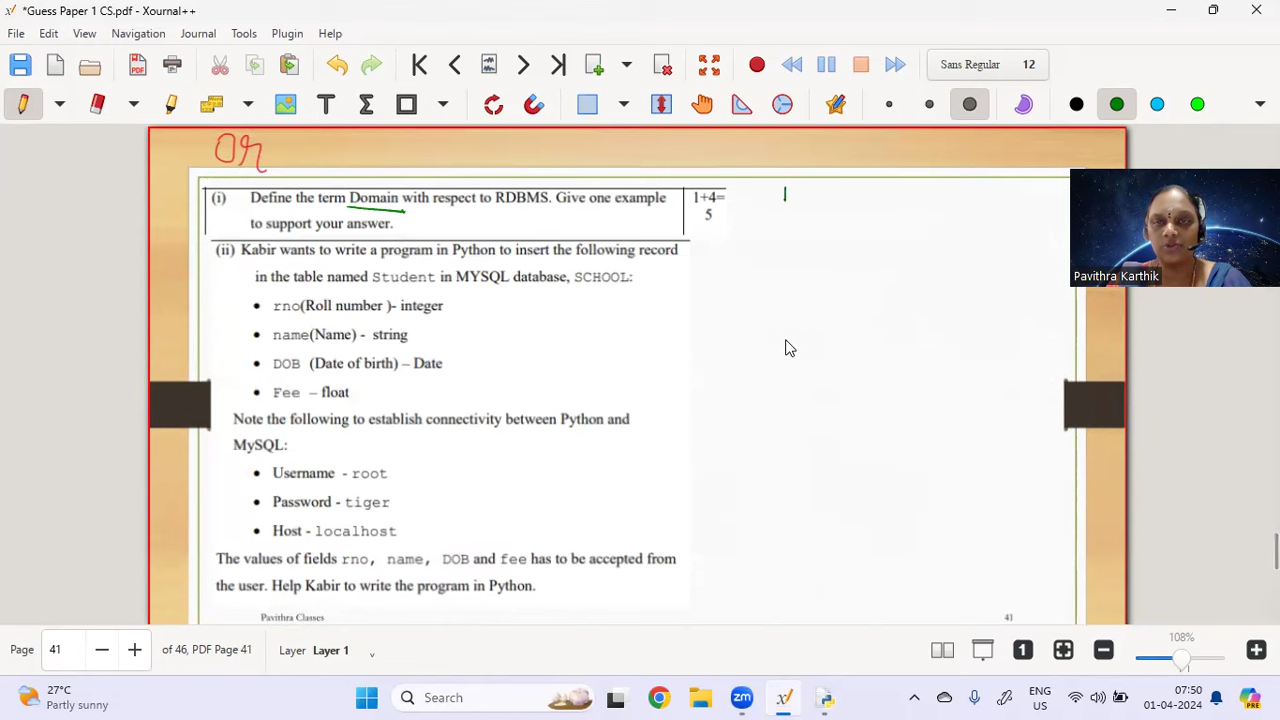 *Guess Paper 1 CS.pdf - Xournal++
File Edit View Navigation Journal Tools Plugin Help
Sans Regular 12
Or
(i) Define the term Domain with respect to RDBMS. Give one example 1+4=
to support your answer. 5
(ii) Kabir wants to write a program in Python to insert the following record
in the table named Student in MYSQL database, SCHOOL:
• rno(Roll number )- integer
• name(Name) - string
• DOB (Date of birth) – Date
• Fee – float
Note the following to establish connectivity between Python and
MySQL:
• Username - root
• Password - tiger
• Host - localhost
The values of fields rno, name, DOB and fee has to be accepted from
the user. Help Kabir to write the program in Python.
Pavithra Classes 41
Pavithra Karthik
Page 41 of 46, PDF Page 41 Layer Layer 1 108%
27°C
Partly sunny
Search
ENG
US
07:50
01-04-2024